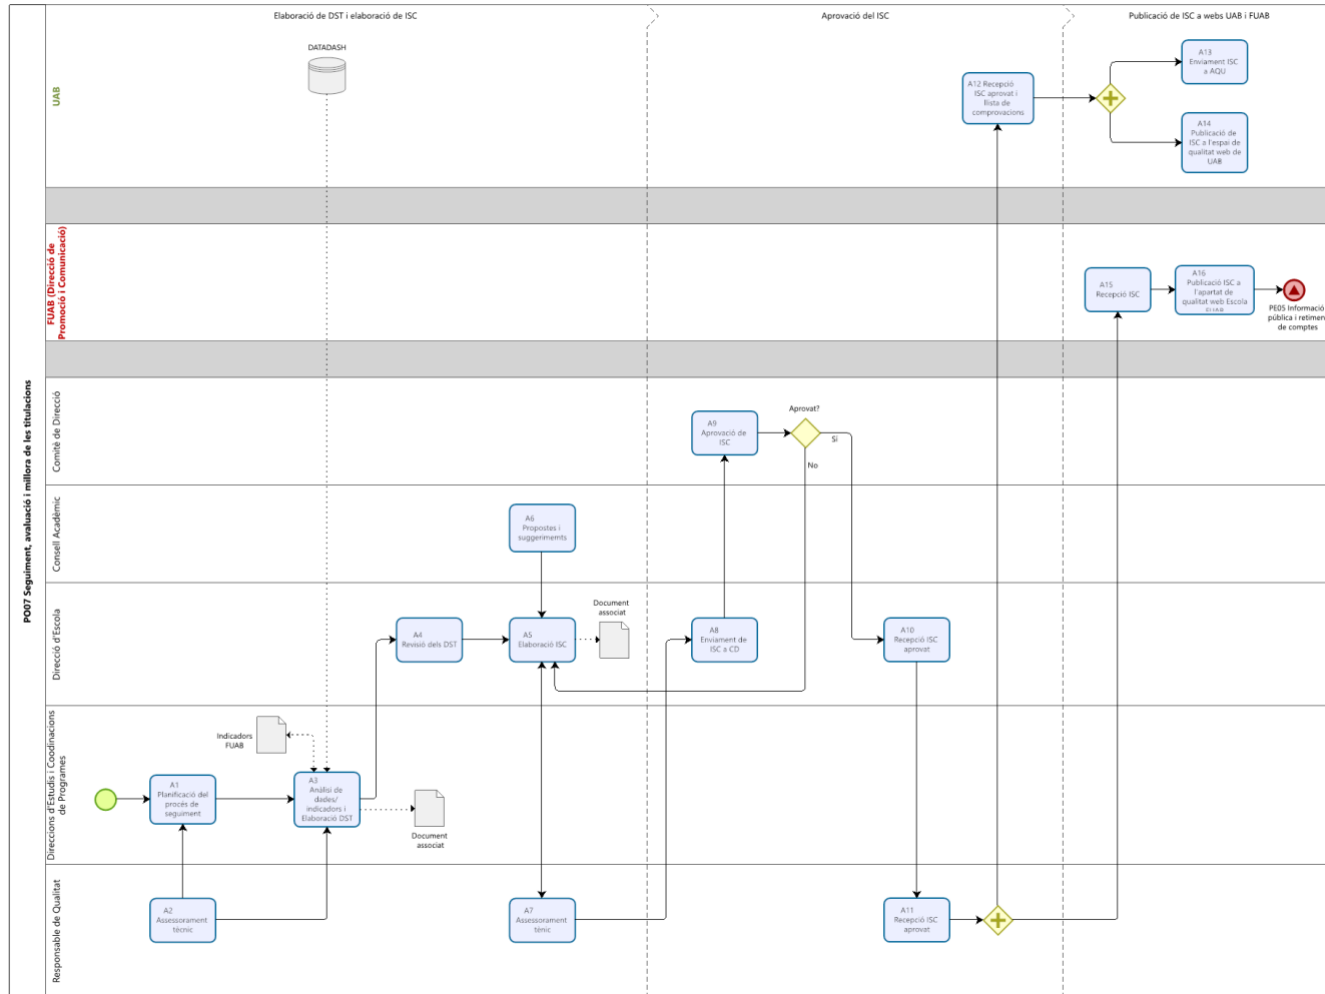 Elaboració de DST i elaboració de ISC
Aprovació del ISC
Publicació de ISC a webs UAB i FUAB
PO07 Seguiment, avaluació i millora de les titulacions
UAB
DATADASH
A12 Recepció
ISC aprovat i
llista de
comprovacions
A13
Enviament ISC
a AQU
A14
Publicació de
ISC a l'espai de
qualitat web de
UAB
FUAB (Direcció de
Promoció i Comunicació)
A15
Recepció ISC
A16
Publicació ISC a
l'apartat de
qualitat web Escola
FUAB
PE05 Informació
pública i retiment
de comptes
Comitè de Direcció
A9
Aprovació de
ISC
Aprovat?
Si
No
Consell Acadèmic
A6
Propostes i
suggerimemts
Direcció d'Escola
A4
Revisió dels DST
A5
Elaboració ISC
Document
associat
A8
Enviament de
ISC a CD
A10
Recepció ISC
aprovat
Direccions d'Estudis i Coodinacions
de Programes
Indicadors
FUAB
A1
Planificació del
procés de
seguiment
A3
Anàlisi de
dades/
indicadors i
Elaboració DST
Document
associat
Responsable de Qualitat
A2
Assessorament
tècnic
A7
Assessorament
tènic
A11
Recepció ISC
aprovat